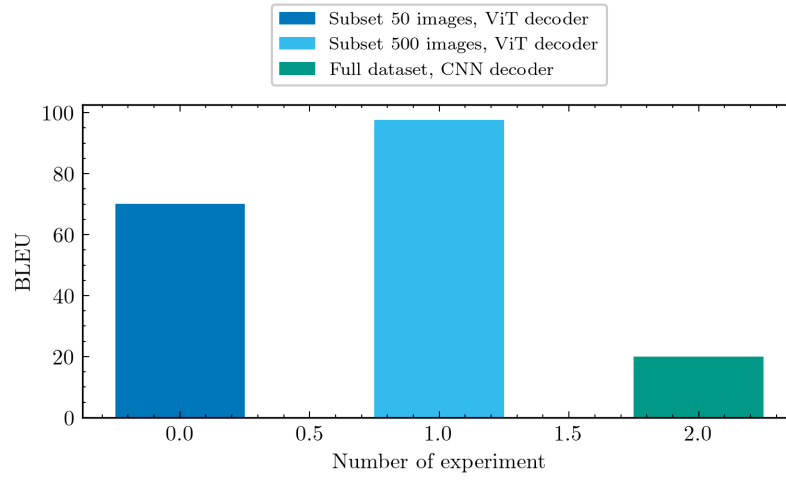 Subset 50 images, ViT decoder
Subset 500 images, ViT decoder
Full dataset, CNN decoder
100
80
60
40
20
0
BLEU
0.0 0.5 1.0 1.5 2.0
Number of experiment